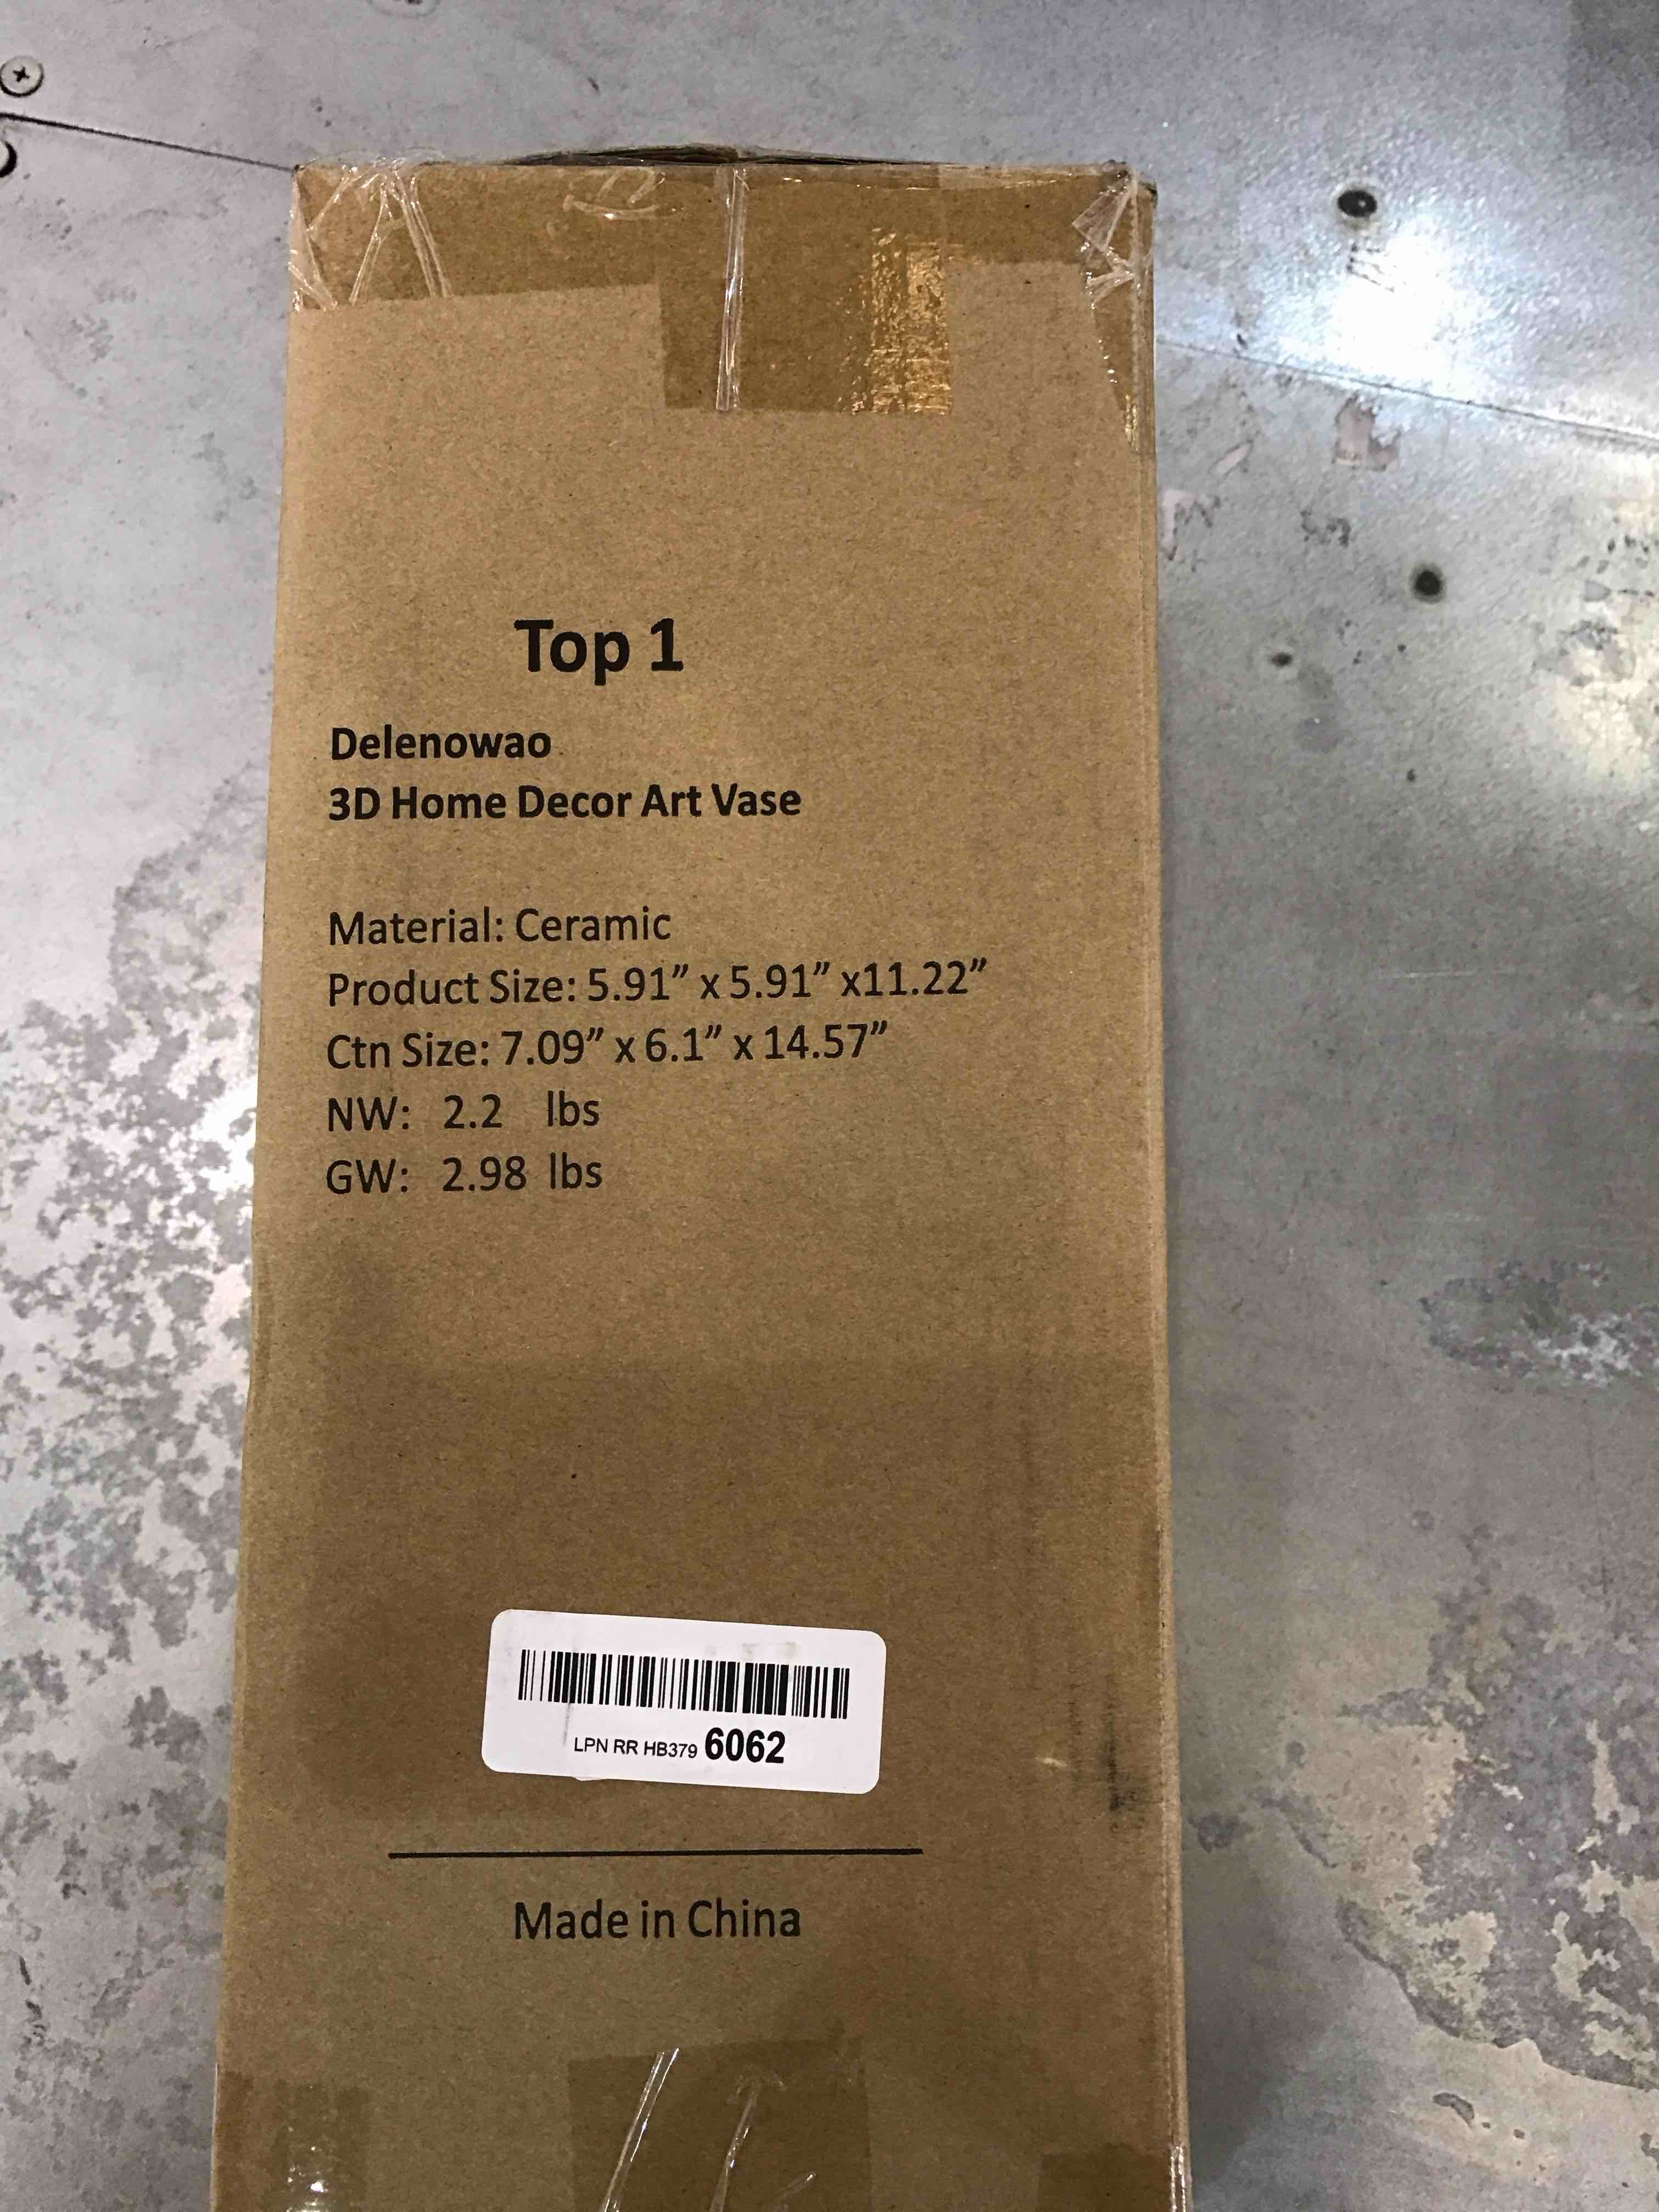 Top 1
Delenowao
3D Home Decor Art Vase
Material: Ceramic
Product Size: 5.91” x 5.91” x11.22”
Ctn Size: 7.09” x 6.1” x 14.57”
NW: 2.2 lbs
GW: 2.98 lbs
LPN RR HB379 6062
Made in China